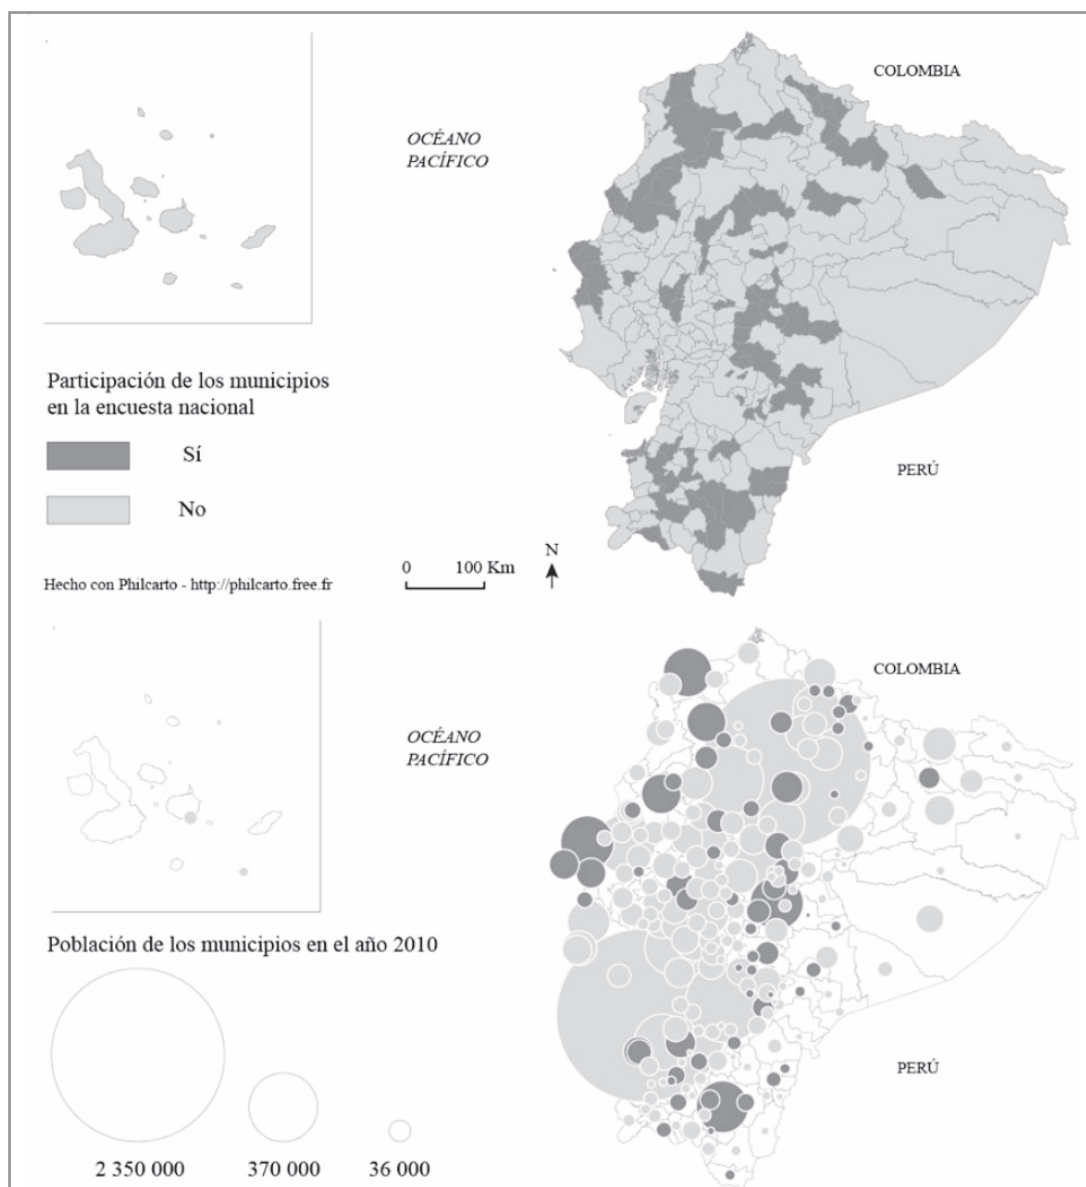 COLOMBIA
OCÉANO
PACÍFICO
Participación de los municipios
en la encuesta nacional
Sí
No
PERÚ
0 100 Km
N
Hecho con Philcarto - http://philcarto.free.fr
COLOMBIA
OCÉANO
PACÍFICO
Población de los municipios en el año 2010
PERÚ
2 350 000 370 000 36 000